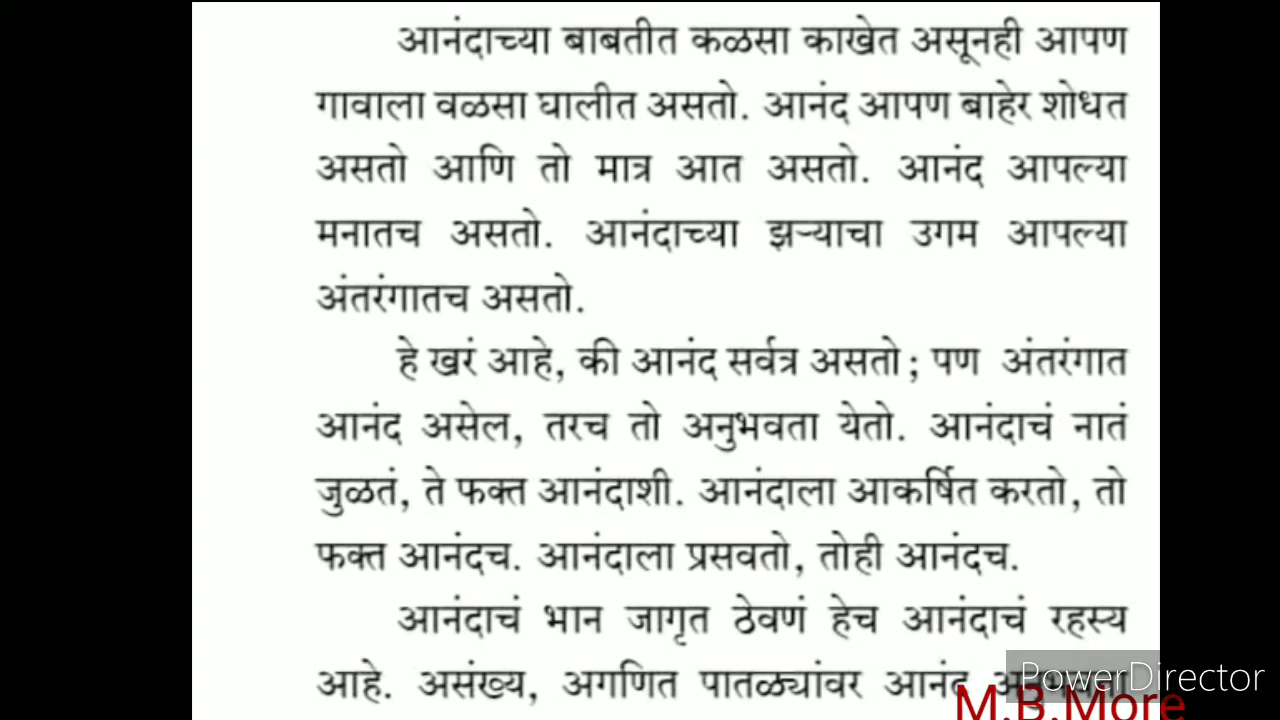 आनंदाच्या बाबतीत कळसा काखेत असूनही आपण
गावाला वळसा घालीत असतो. आनंद आपण बाहेर शोधत
असतो आणि तो मात्र आत असतो. आनंद आपल्या
मनातच असतो. आनंदाच्या झऱ्याचा उगम आपल्या
अंतरंगातच असतो.
हे खरं आहे, की आनंद सर्वत्र असतो; पण अंतरंगात
आनंद असेल, तरच तो अनुभवता येतो. आनंदाचं नातं
जुळतं, ते फक्त आनंदाशी. आनंदाला आकर्षित करतो, तो
फक्त आनंदच. आनंदाला प्रसवतो, तोही आनंदच.
आनंदाचं भान जागृत ठेवणं हेच आनंदाचं रहस्य
आहे. असंख्य, अगणित पातळ्यांवर आनंद
PowerDirector
M.B.More